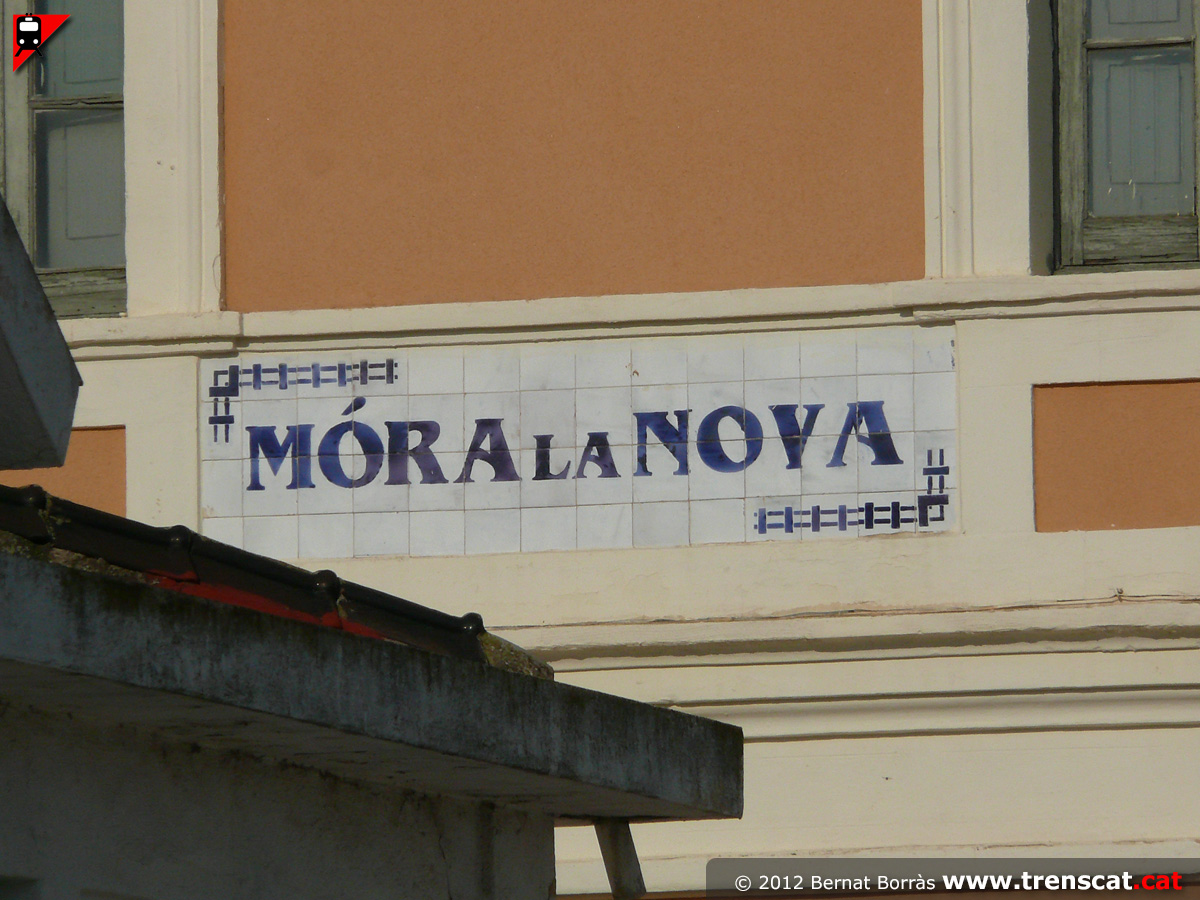 MÓRA LA NOVA
© 2012 Bernat Borràs www.trenscat.cat